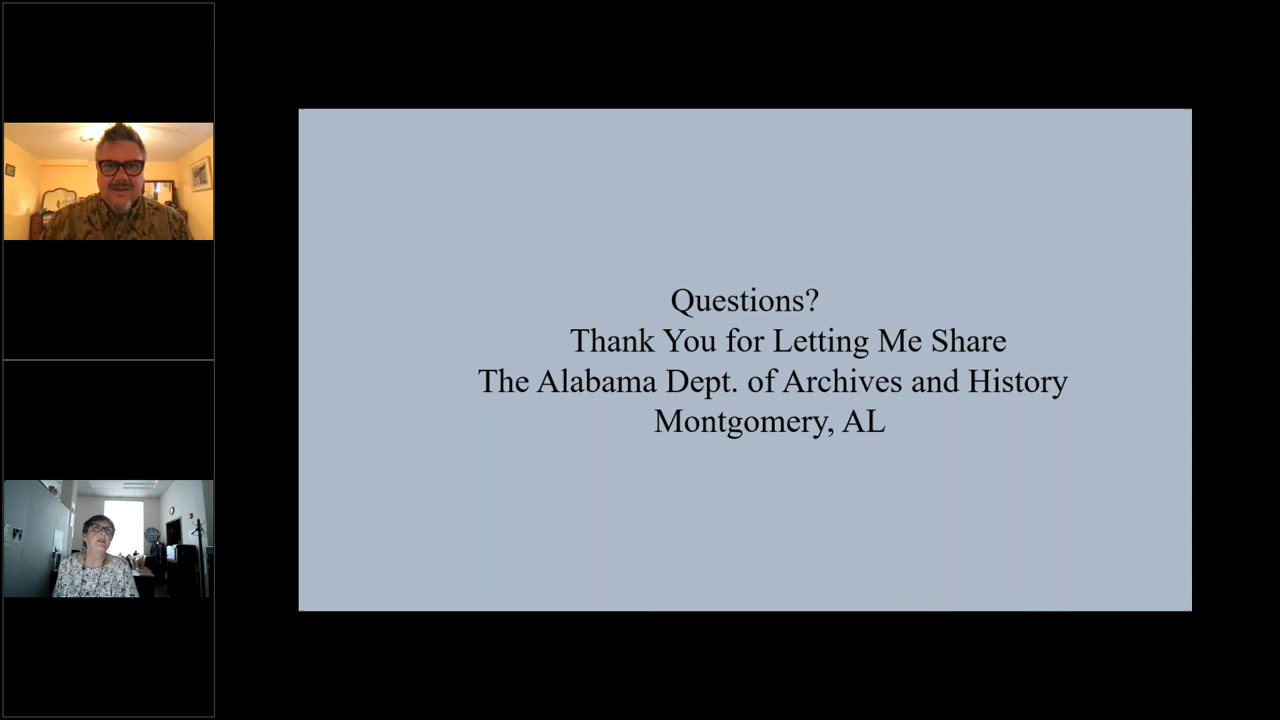 Questions?
Thank You for Letting Me Share
The Alabama Dept. of Archives and History
Montgomery, AL